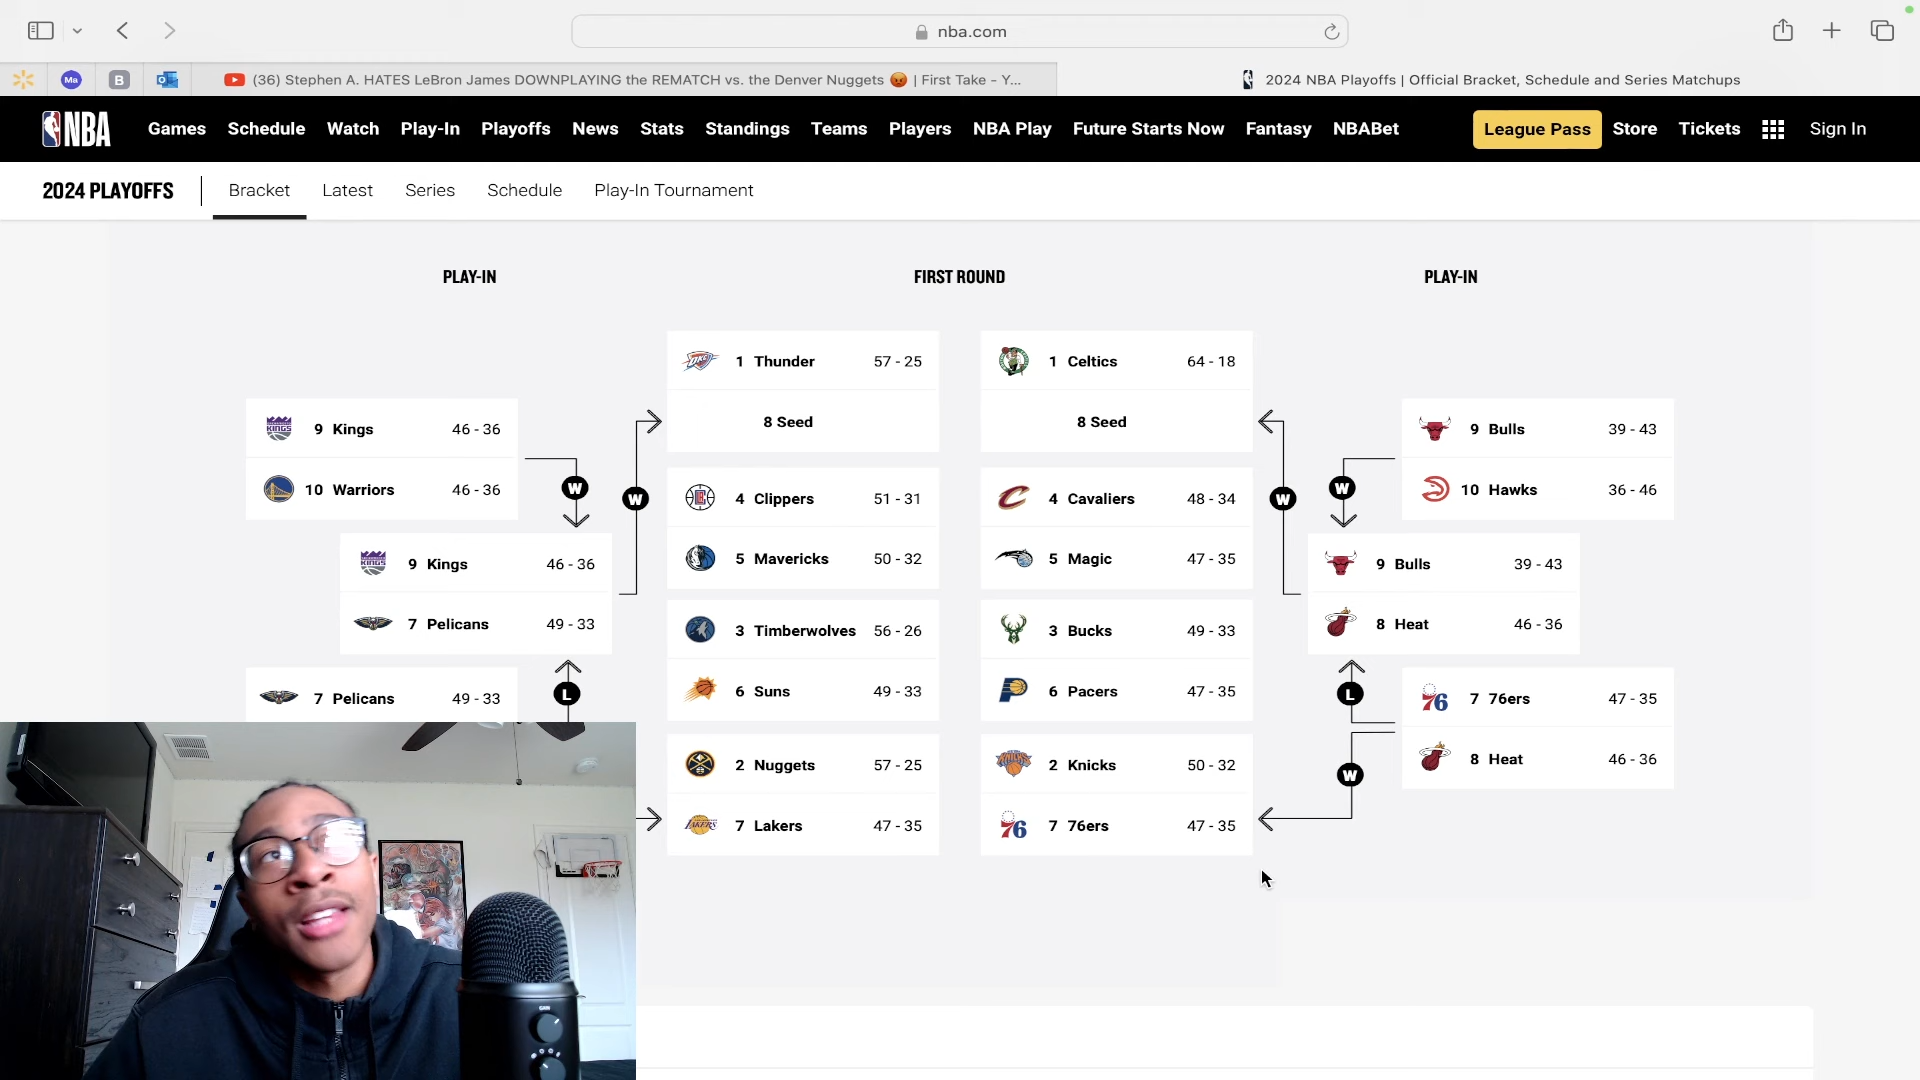 nba.com
Ma
B
(36) Stephen A. HATES LeBron James DOWNPLAYING the REMATCH vs. the Denver Nuggets 😡 | First Take - Y...
2024 NBA Playoffs | Official Bracket, Schedule and Series Matchups
NBA Games Schedule Watch Play-In Playoffs News Stats Standings Teams Players NBA Play Future Starts Now Fantasy NBABet League Pass Store Tickets Sign In
2024 PLAYOFFS Bracket Latest Series Schedule Play-In Tournament
PLAY-IN
9 Kings 46 - 36
10 Warriors 46 - 36
W
W
9 Kings 46 - 36
7 Pelicans 49 - 33
L
7 Pelicans 49 - 33
FIRST ROUND
1 Thunder 57 - 25
8 Seed
4 Clippers 51 - 31
5 Mavericks 50 - 32
3 Timberwolves 56 - 26
6 Suns 49 - 33
2 Nuggets 57 - 25
LAKERS
7 Lakers 47 - 35
1 Celtics 64 - 18
8 Seed
4 Cavaliers 48 - 34
5 Magic 47 - 35
3 Bucks 49 - 33
6 Pacers 47 - 35
2 Knicks 50 - 32
76
7 76ers 47 - 35
PLAY-IN
9 Bulls 39 - 43
10 Hawks 36 - 46
W
W
9 Bulls 39 - 43
8 Heat 46 - 36
L
76
7 76ers 47 - 35
8 Heat 46 - 36
W